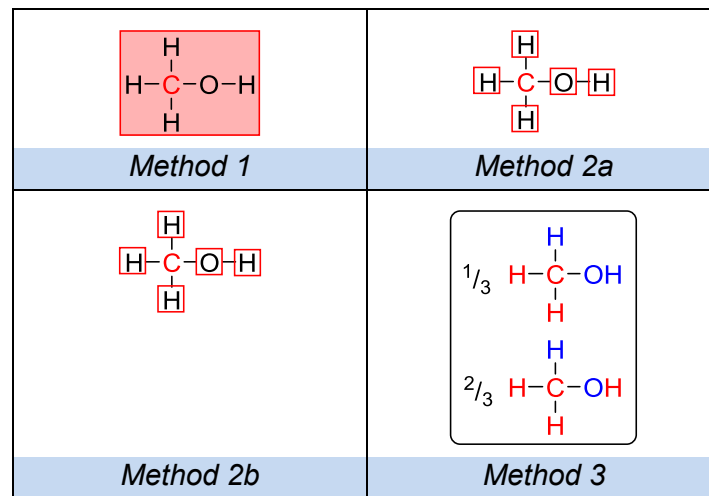 H
H C O H
H
Method 1
H
H C O H
H
Method 2a
H
H C O H
H
Method 2b
H
1/3 H C OH
H
H
2/3 H C OH
H
Method 3